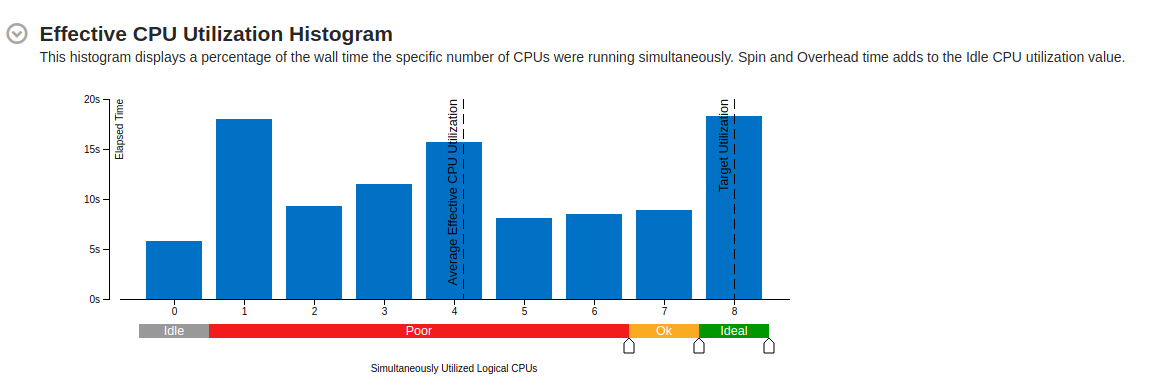 Effective CPU Utilization Histogram
This histogram displays a percentage of the wall time the specific number of CPUs were running simultaneously. Spin and Overhead time adds to the Idle CPU utilization value.
20s
15s
10s
5s
0s
Elapsed Time
Average Effective CPU Utilization
Target Utilization
0 1 2 3 4 5 6 7 8
Idle Poor Ok Ideal
Simultaneously Utilized Logical CPUs